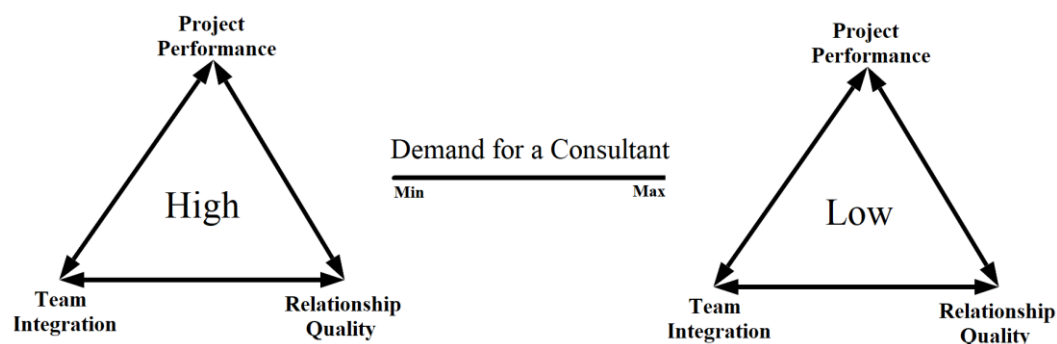 Project
Performance
High
Team
Integration
Relationship
Quality
Demand for a Consultant
Min
Max
Project
Performance
Low
Team
Integration
Relationship
Quality